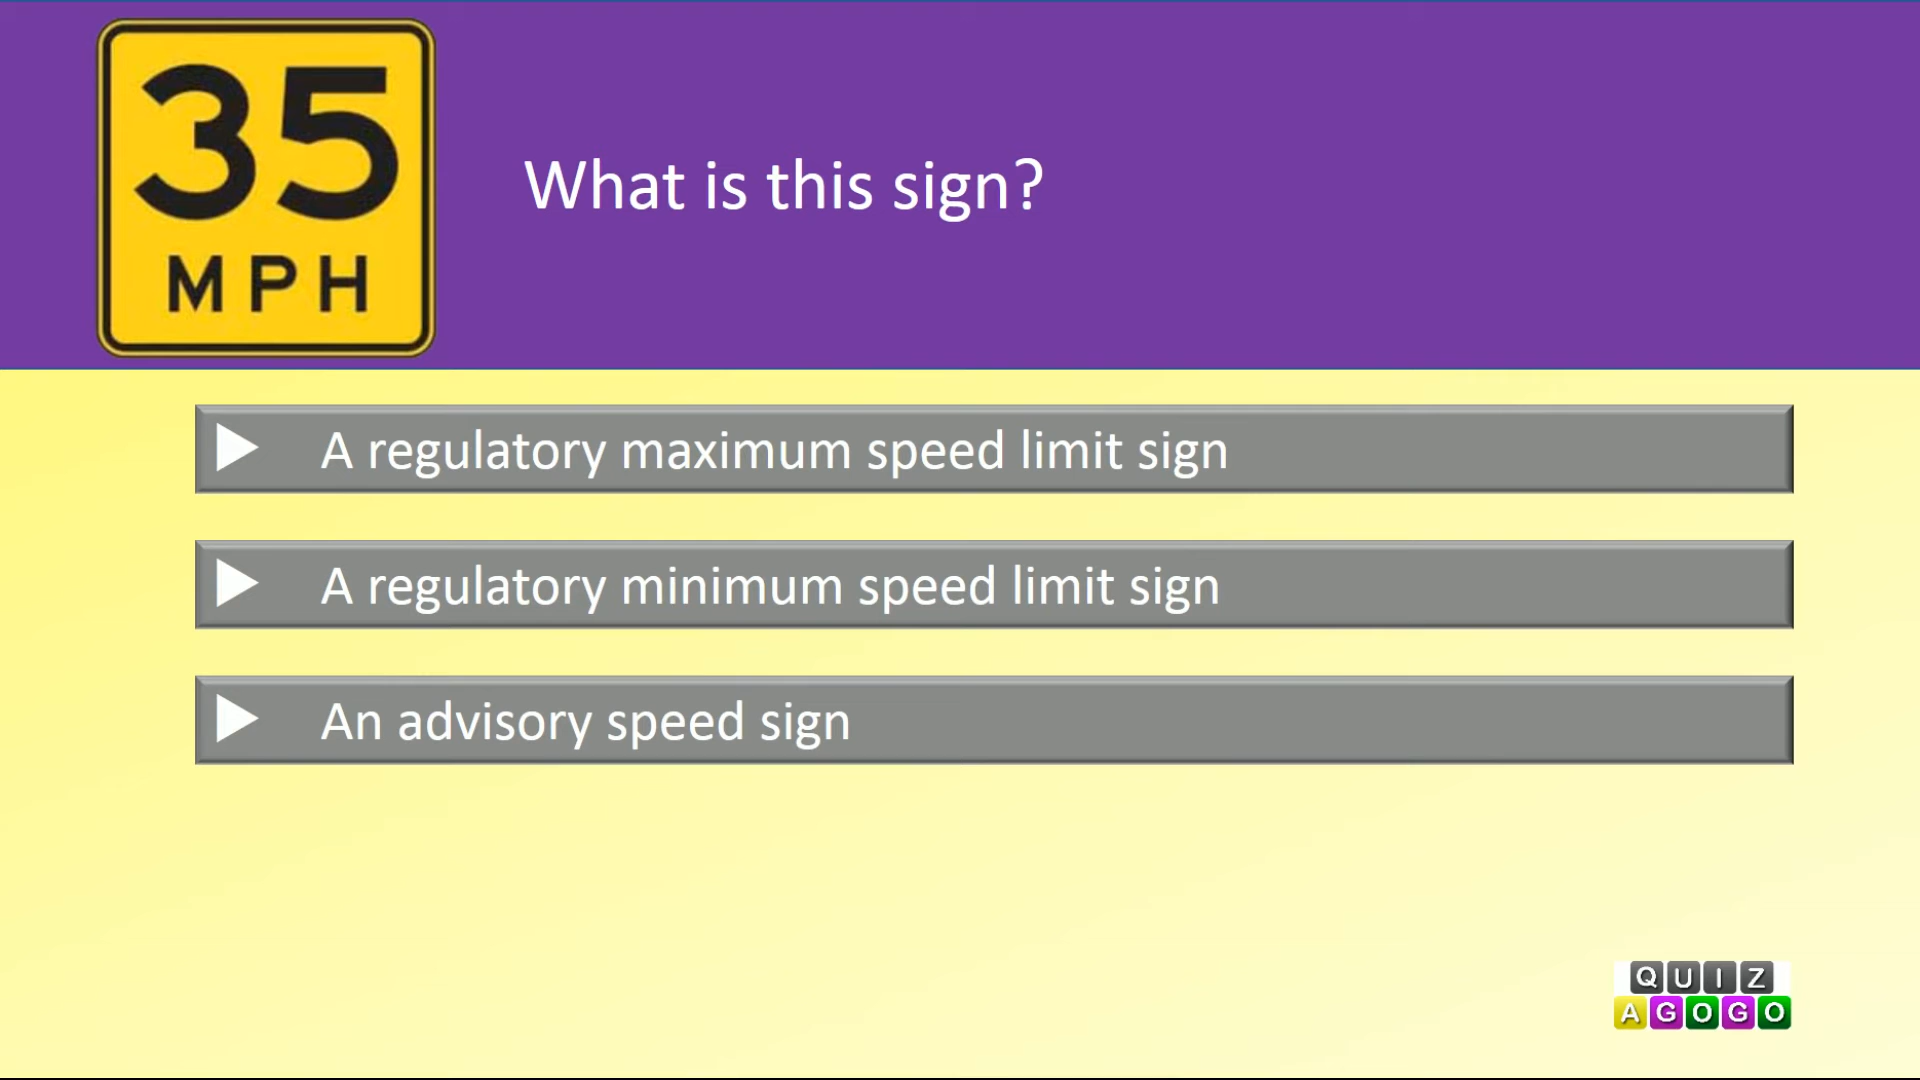 35
MPH
What is this sign?
A regulatory maximum speed limit sign
A regulatory minimum speed limit sign
An advisory speed sign
QUIZ
AGOGO